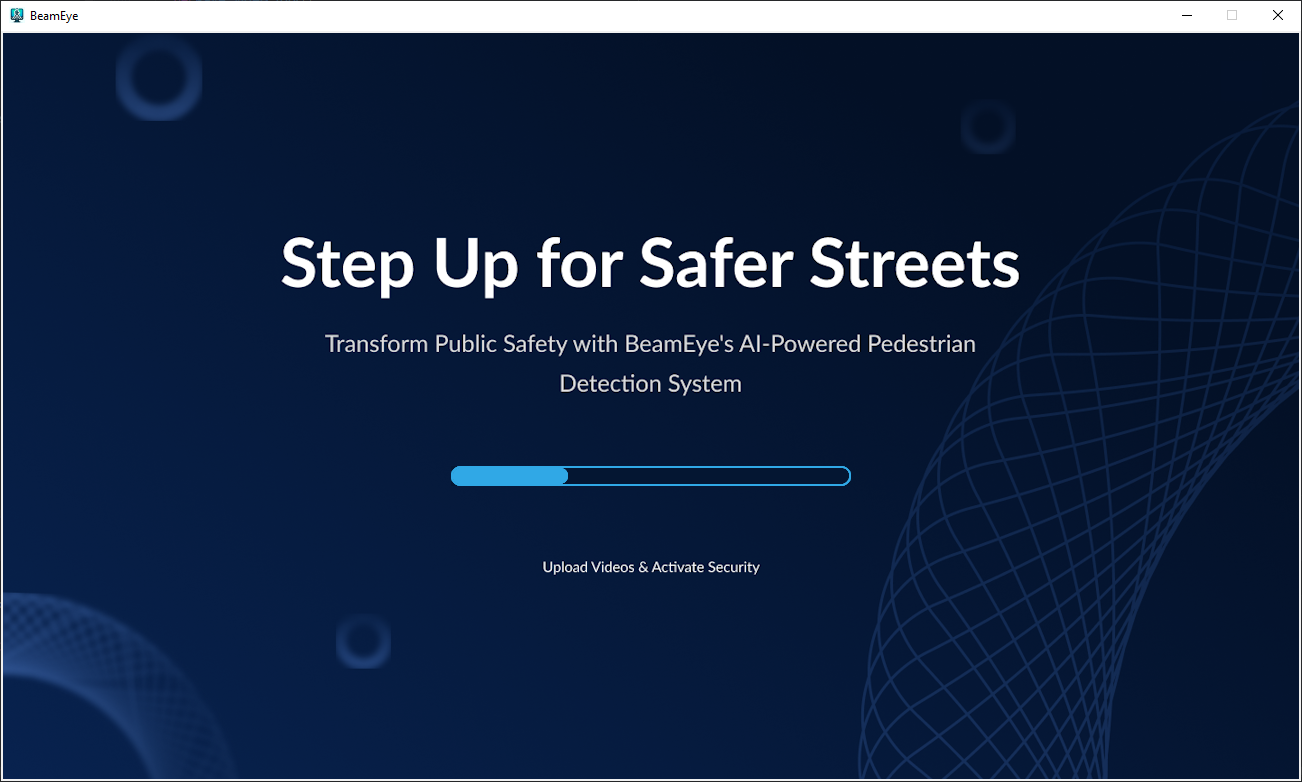 BeamEye
Step Up for Safer Streets
Transform Public Safety with BeamEye's AI-Powered Pedestrian
Detection System
Upload Videos & Activate Security